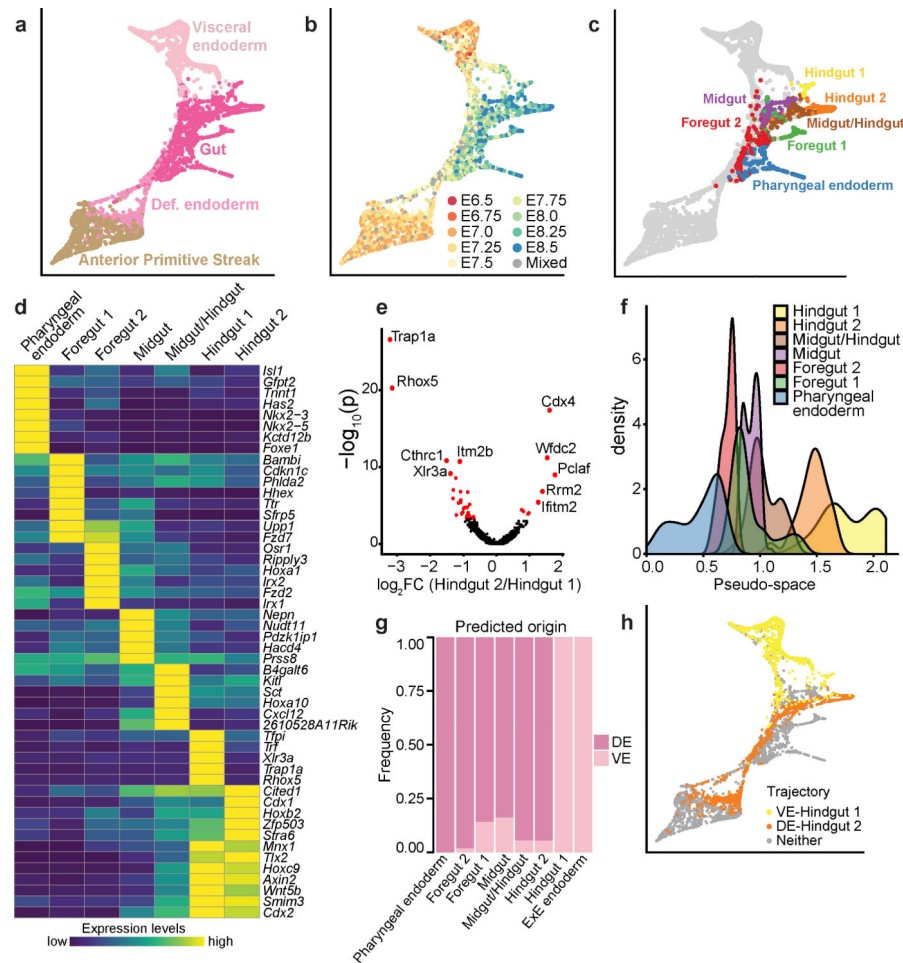 a
Visceral
endoderm
Gut
Def. endoderm
Anterior Primitive Streak
b
E6.5
E6.75
E7.0
E7.25
E7.5
E7.75
E8.0
E8.25
E8.5
Mixed
c
Hindgut 1
Midgut
Hindgut 2
Foregut 2
Midgut/Hindgut
Foregut 1
Pharyngeal endoderm
d
Pharyngeal
endoderm
Foregut 1
Foregut 2
Midgut
Midgut/Hindgut
Hindgut 1
Hindgut 2
Isl1
Gfpt2
Tnnt1
Has2
Nkx2-3
Nkx2-5
Kctd12b
Foxe1
Bambi
Cdkn1c
Phlda2
Hhex
Ttr
Sfrp5
Upp1
Fzd7
Osr1
Ripply3
Hoxa1
Irx2
Fzd2
Irx1
Nepn
Nudt11
Pdzk1ip1
Hacd4
Prss8
B4galt6
Kitl
Sct
Hoxa10
Cxcl12
2610528A11Rik
Tfpi
Trf
Xlr3a
Trap1a
Rhox5
Cited1
Cdx1
Hoxb2
Zfp503
Stra6
Mnx1
Tlx2
Hoxc9
Axin2
Wnt5b
Smim3
Cdx2
Expression levels
low
high
e
Trap1a
Rhox5
Cdx4
Cthrc1
Itm2b
Xlr3a
Wfdc2
Pclaf
Rrm2
Ifitm2
−log10(p)
20
10
0
-3 -2 -1 0 1 2
log2FC (Hindgut 2/Hindgut 1)
f
Hindgut 1
Hindgut 2
Midgut/Hindgut
Midgut
Foregut 2
Foregut 1
Pharyngeal
endoderm
density
6
4
2
0
0.0 0.5 1.0 1.5 2.0
Pseudo-space
g
Predicted origin
Frequency
1.00
0.75
0.50
0.25
0.00
DE
VE
Pharyngeal endoderm
Foregut 2
Foregut 1
Midgut
Midgut/Hindgut
Hindgut 2
Hindgut 1
ExE endoderm
h
Trajectory
VE-Hindgut 1
DE-Hindgut 2
Neither